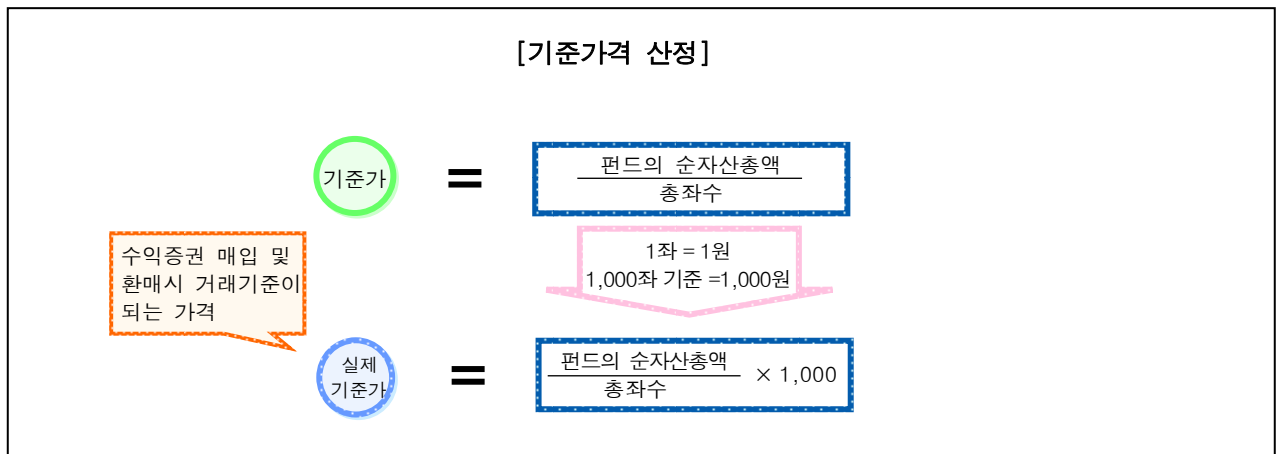 [기준가격 산정]
기준가
=
펀드의 순자산총액
총좌수
수익증권 매입 및
환매시 거래기준이
되는 가격
1좌 = 1원
1,000좌 기준 =1,000원
실제
기준가
=
펀드의 순자산총액
총좌수
× 1,000